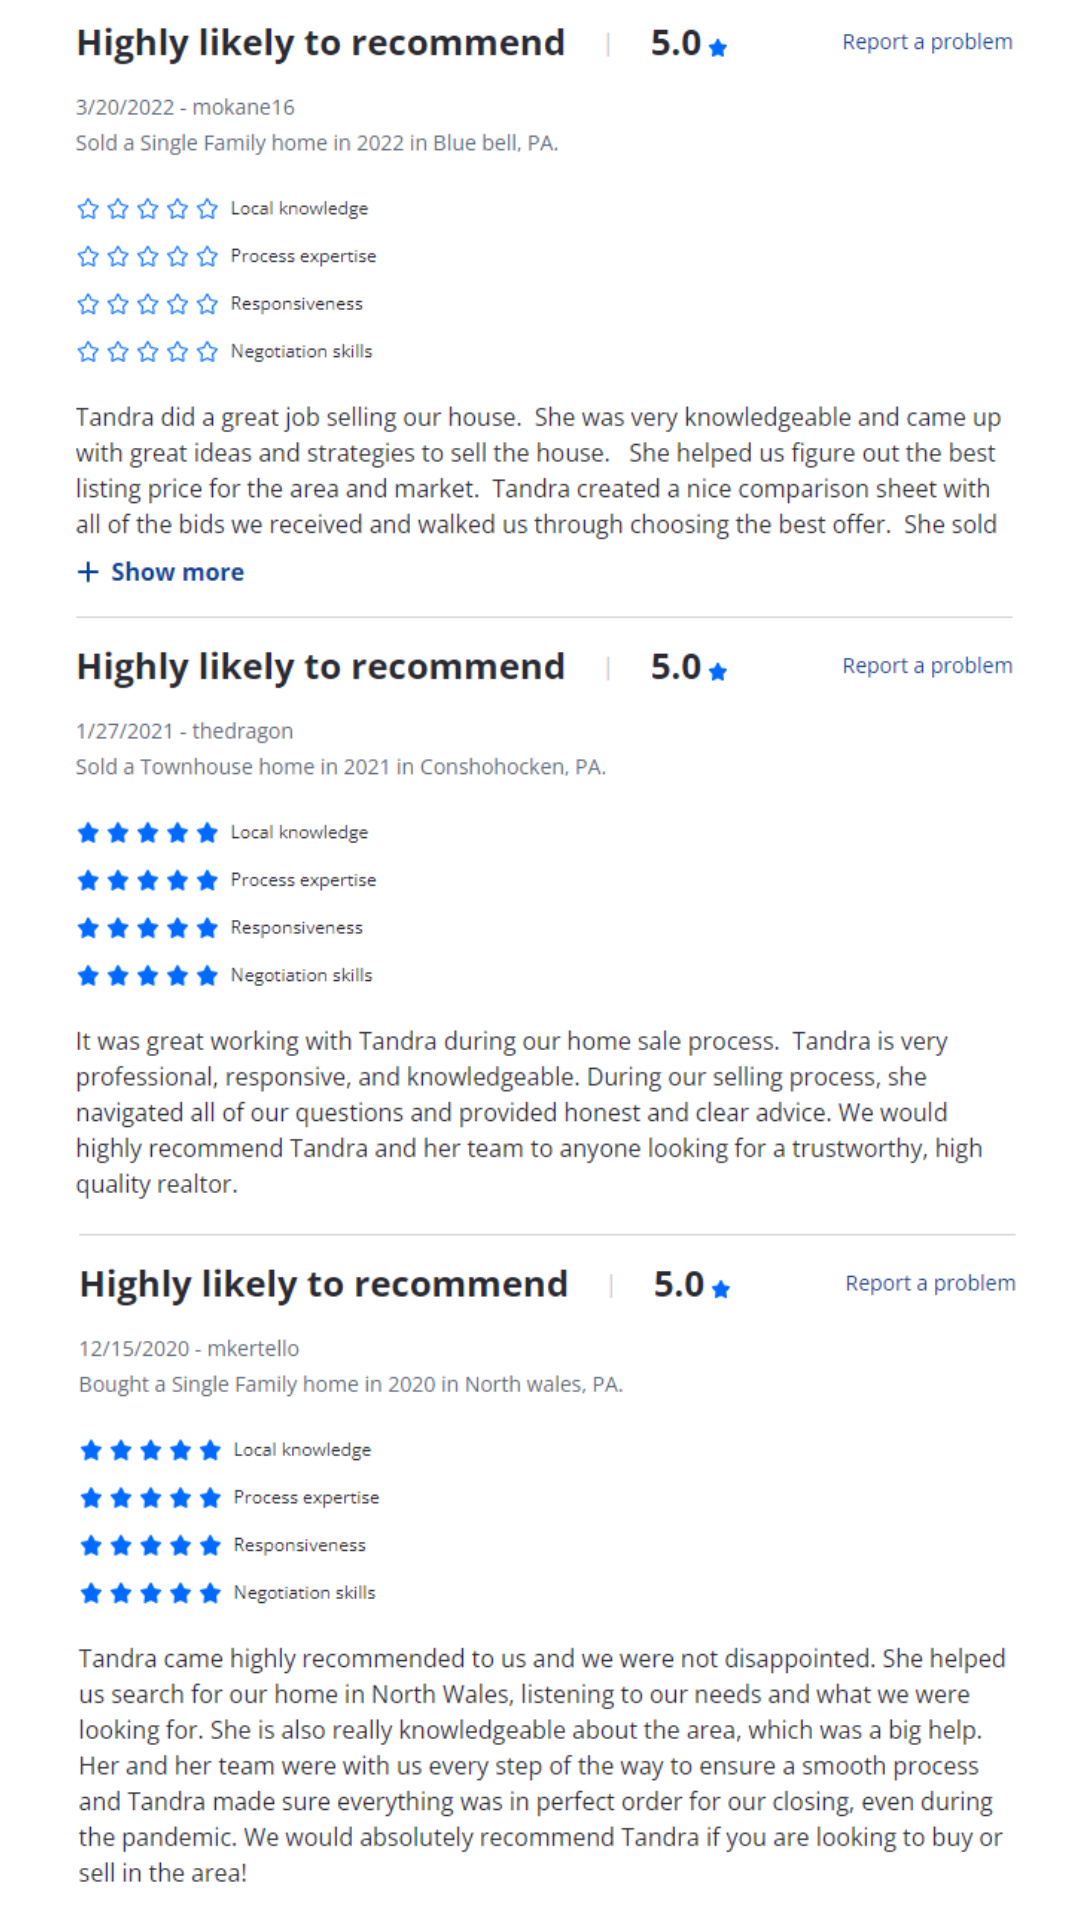 Highly likely to recommend | 5.0 Report a problem
3/20/2022 - mokane16
Sold a Single Family home in 2022 in Blue bell, PA.
Local knowledge
Process expertise
Responsiveness
Negotiation skills
Tandra did a great job selling our house.  She was very knowledgeable and came up
with great ideas and strategies to sell the house.   She helped us figure out the best
listing price for the area and market.  Tandra created a nice comparison sheet with
all of the bids we received and walked us through choosing the best offer.  She sold
+ Show more
Highly likely to recommend | 5.0 Report a problem
1/27/2021 - thedragon
Sold a Townhouse home in 2021 in Conshohocken, PA.
Local knowledge
Process expertise
Responsiveness
Negotiation skills
It was great working with Tandra during our home sale process.  Tandra is very
professional, responsive, and knowledgeable. During our selling process, she
navigated all of our questions and provided honest and clear advice. We would
highly recommend Tandra and her team to anyone looking for a trustworthy, high
quality realtor.
Highly likely to recommend | 5.0 Report a problem
12/15/2020 - mkertello
Bought a Single Family home in 2020 in North wales, PA.
Local knowledge
Process expertise
Responsiveness
Negotiation skills
Tandra came highly recommended to us and we were not disappointed. She helped
us search for our home in North Wales, listening to our needs and what we were
looking for. She is also really knowledgeable about the area, which was a big help.
Her and her team were with us every step of the way to ensure a smooth process
and Tandra made sure everything was in perfect order for our closing, even during
the pandemic. We would absolutely recommend Tandra if you are looking to buy or
sell in the area!